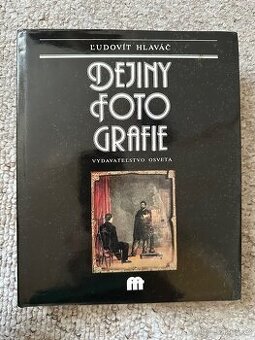 ĽUDOVÍT HLAVÁČ
DEJINY
FOTO
GRAFIE
VYDAVATEĽSTVO OSVETA